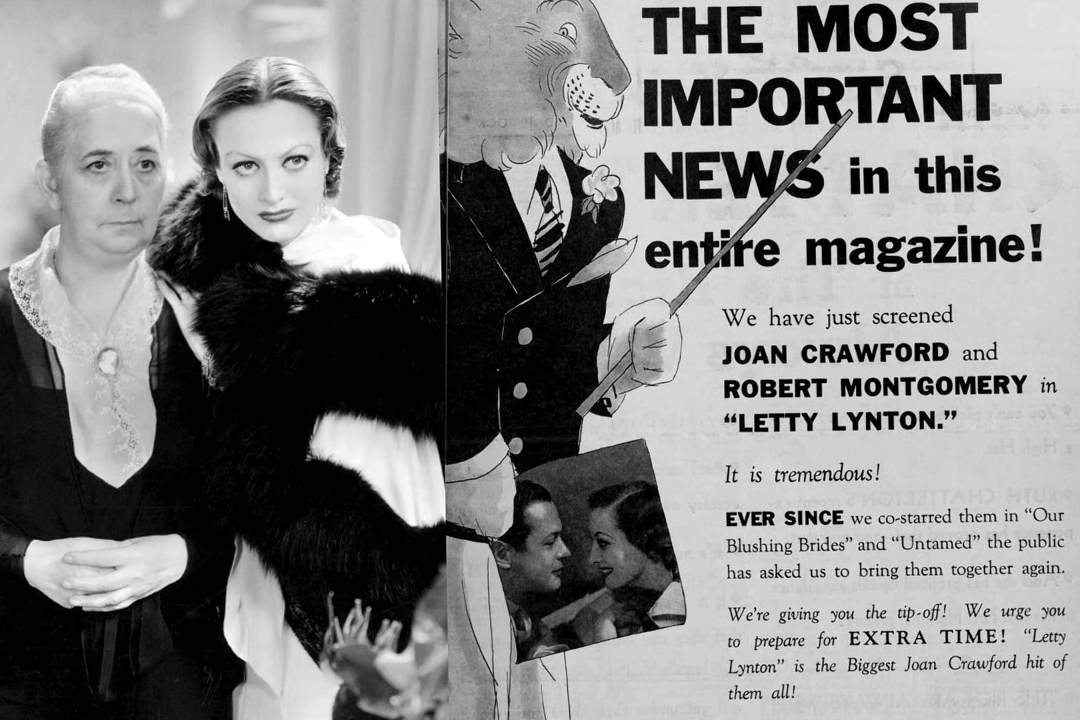 THE MOST
IMPORTANT
NEWS in this
entire magazine!
We have just screened
JOAN CRAWFORD and
ROBERT MONTGOMERY in
“LETTY LYNTON.”
It is tremendous!
EVER SINCE we co-starred them in “Our
Blushing Brides” and “Untamed” the public
has asked us to bring them together again.
We're giving you the tip-off! We urge you
to prepare for EXTRA TIME! “Letty
Lynton” is the Biggest Joan Crawford hit of
them all!